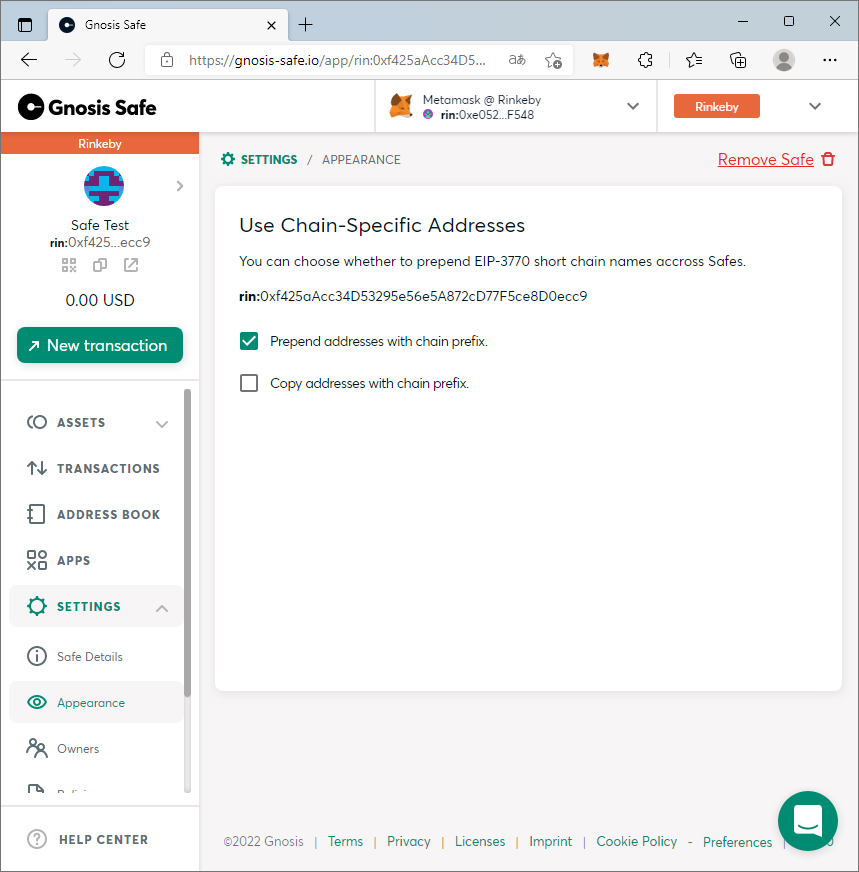 Gnosis Safe
https://gnosis-safe.io/app/rin:0xf425aAcc34D5...
aあ
Gnosis Safe
Metamask @ Rinkeby
rin:0xe052...F548
Rinkeby
Rinkeby
Safe Test
rin:0xf425...ecc9
0.00 USD
New transaction
ASSETS
TRANSACTIONS
ADDRESS BOOK
APPS
SETTINGS
Safe Details
Appearance
Owners
HELP CENTER
SETTINGS / APPEARANCE
Remove Safe
Use Chain-Specific Addresses
You can choose whether to prepend EIP-3770 short chain names accross Safes.
rin:0xf425aAcc34D53295e56e5A872cD77F5ce8D0ecc9
Prepend addresses with chain prefix.
Copy addresses with chain prefix.
©2022 Gnosis | Terms | Privacy | Licenses | Imprint | Cookie Policy - Preferences |